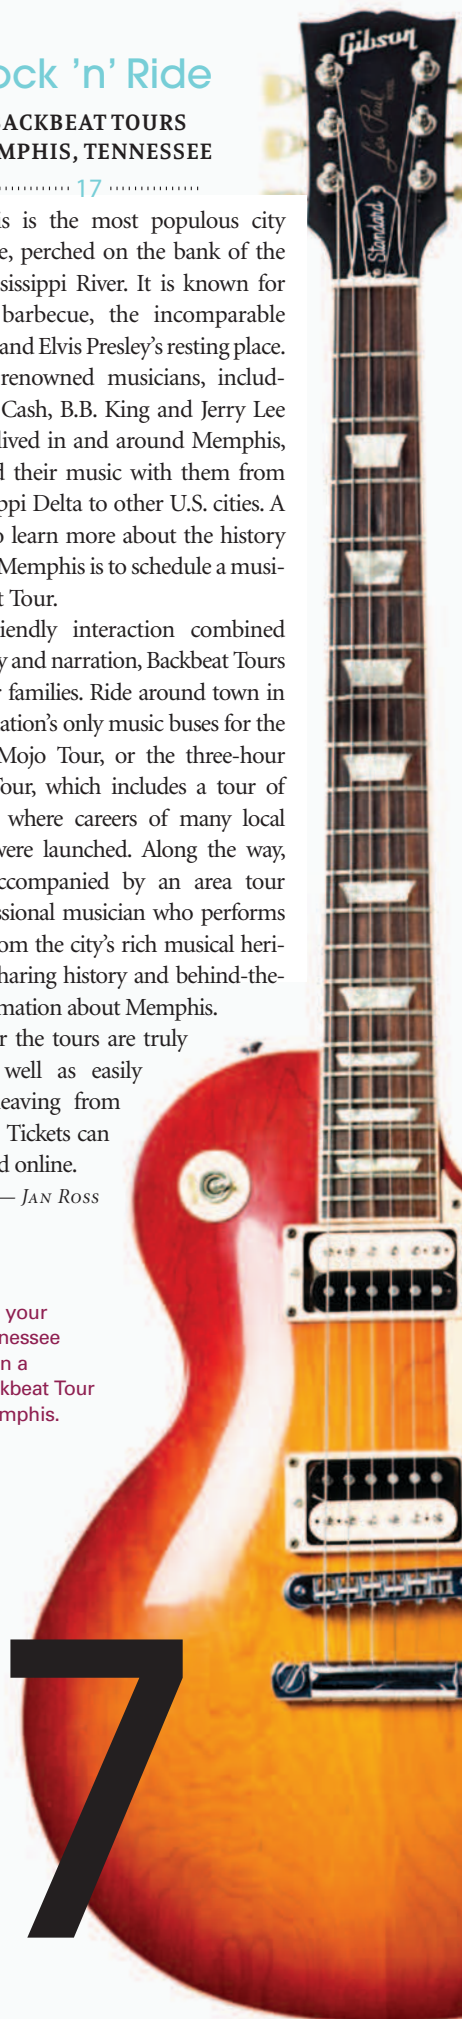 ock ’n’ Ride
ACKBEAT TOURS
MPHIS, TENNESSEE
17
is is the most populous city
e, perched on the bank of the
sissippi River. It is known for
barbecue, the incomparable
and Elvis Presley’s resting place.
renowned musicians, includ-
Cash, B.B. King and Jerry Lee
lived in and around Memphis,
d their music with them from
ppi Delta to other U.S. cities. A
o learn more about the history
Memphis is to schedule a musi-
t Tour.
iendly interaction combined
y and narration, Backbeat Tours
r families. Ride around town in
ation’s only music buses for the
Mojo Tour, or the three-hour
Tour, which includes a tour of
where careers of many local
were launched. Along the way,
ccompanied by an area tour
ssional musician who performs
om the city’s rich musical heri-
haring history and behind-the-
mation about Memphis.
r the tours are truly
well as easily
eaving from
Tickets can
d online.
— Jan Ross
your
nessee
n a
kbeat Tour
mphis.
7
Gibson
Les Paul
Standard